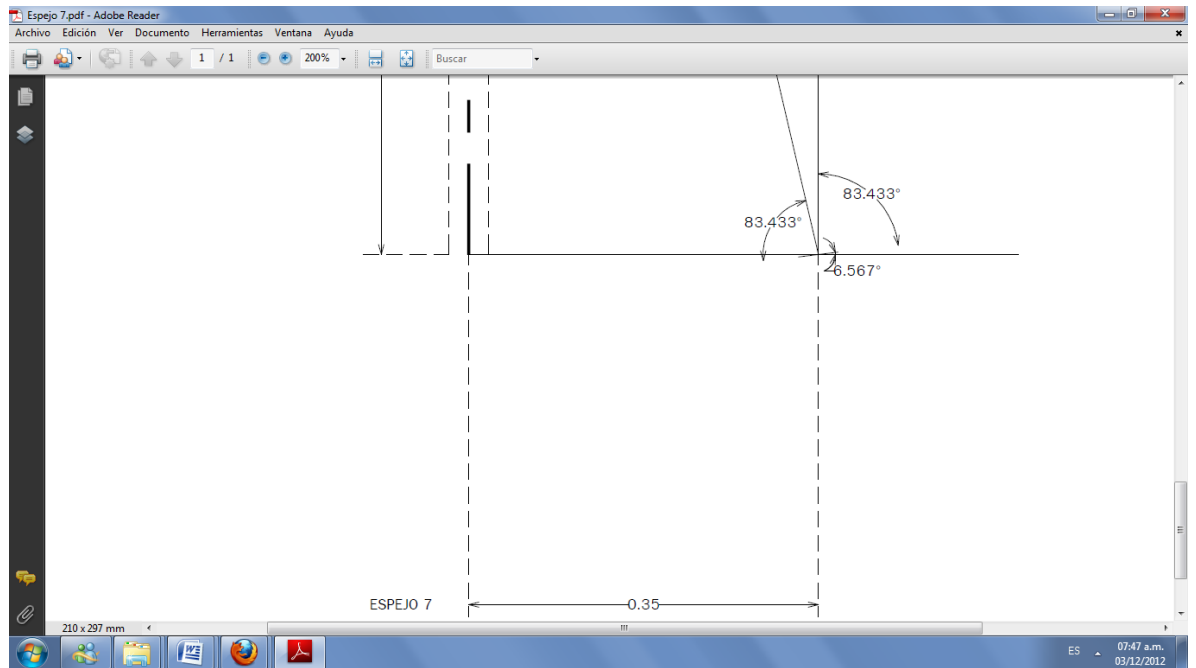 Espejo 7.pdf - Adobe Reader
Archivo Edición Ver Documento Herramientas Ventana Ayuda
1 / 1 200% Buscar
83.433°
83.433°
6.567°
ESPEJO 7 0.35
210 x 297 mm
ES 07:47 a.m.
03/12/2012